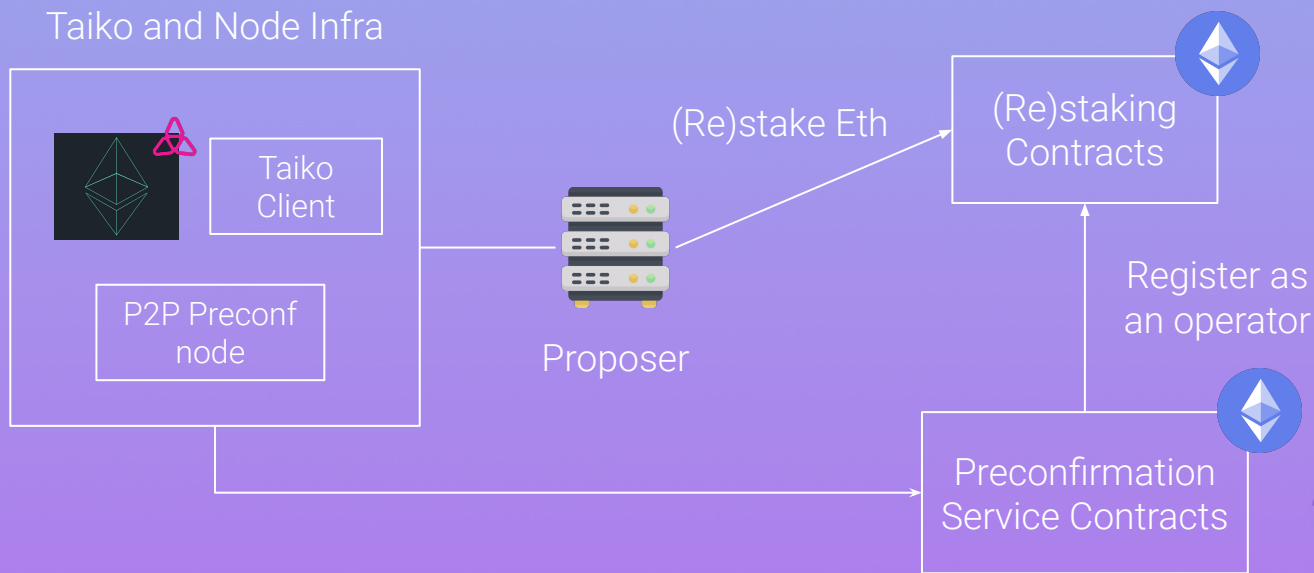 Taiko and Node Infra
Taiko
Client
P2P Preconf
node
Proposer
(Re)stake Eth
(Re)staking
Contracts
Register as
an operator
Preconfirmation
Service Contracts